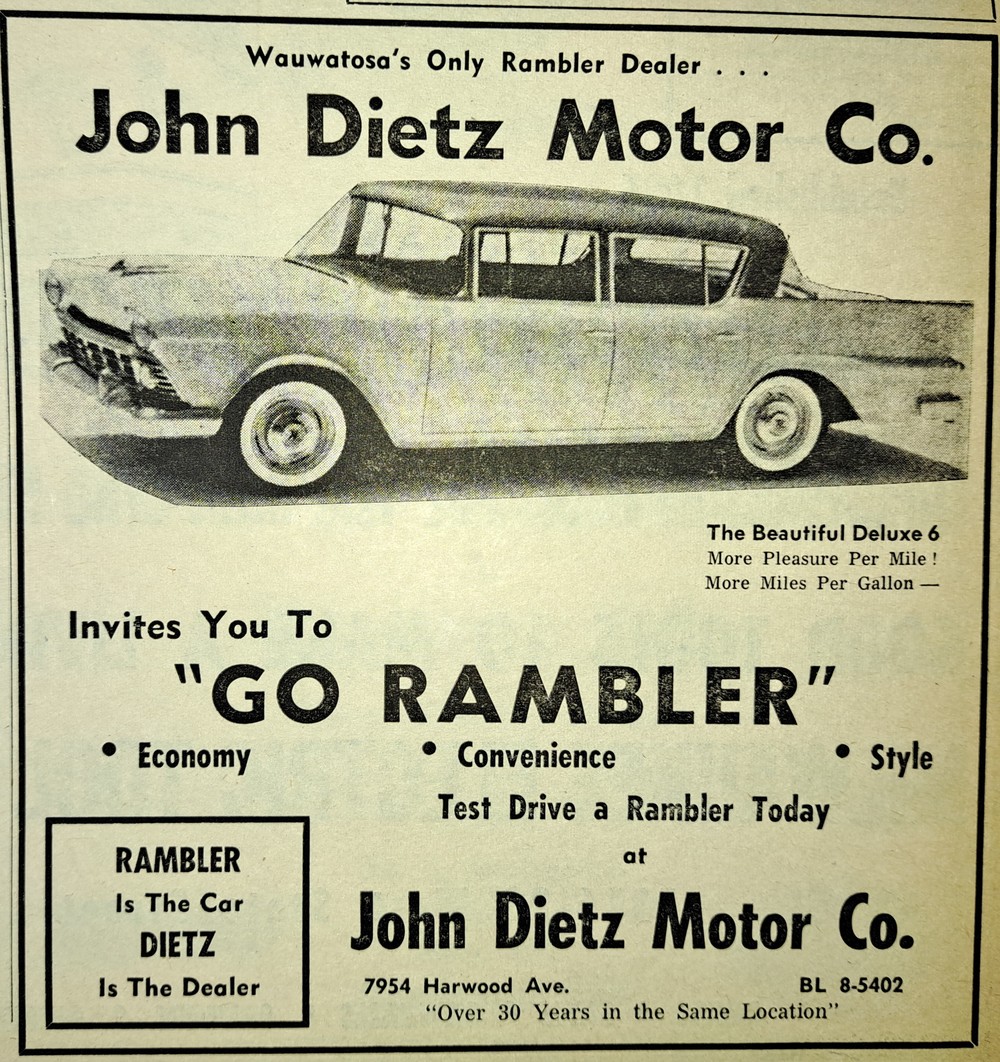 Wauwatosa's Only Rambler Dealer . . .
John Dietz Motor Co.
The Beautiful Deluxe 6
More Pleasure Per Mile !
More Miles Per Gallon —
Invites You To
"GO RAMBLER"
• Economy • Convenience • Style
Test Drive a Rambler Today
at
John Dietz Motor Co.
7954 Harwood Ave. BL 8-5402
"Over 30 Years in the Same Location"
RAMBLER
Is The Car
DIETZ
Is The Dealer